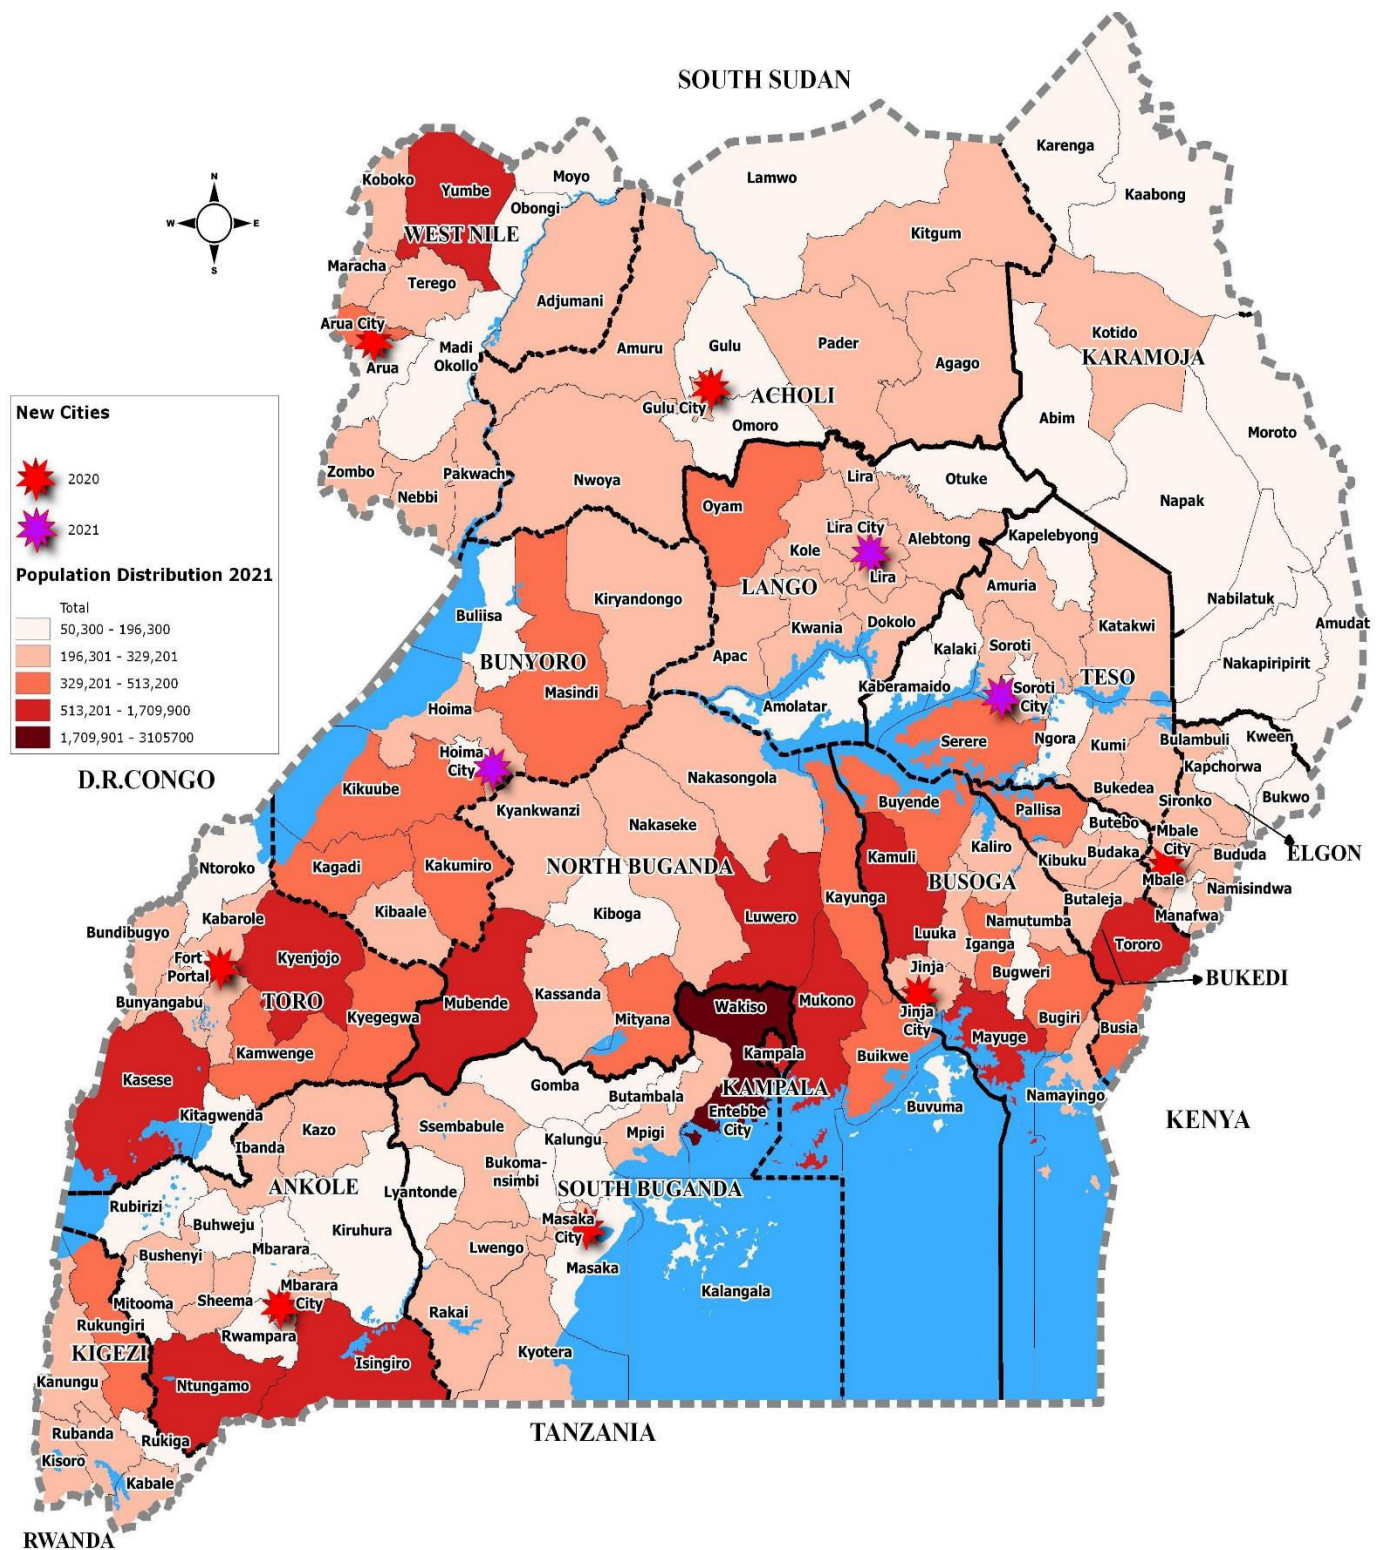 SOUTH SUDAN
Karenga
Kaabong
Moyo
Lamwo
Koboko
Yumbe
Obongi
N
W
E
S
WEST NILE
Kitgum
Maracha
Terego
Adjumani
Arua City
Kotido
KARAMOJA
Madi
Okollo
Arua
Amuru
Gulu
Pader
Agago
New Cities
2020
2021
Population Distribution 2021
Total
50,300 - 196,300
196,301 - 329,201
329,201 - 513,200
513,201 - 1,709,900
1,709,901 - 3105700
ACHOLI
Gulu City
Omoro
Abim
Moroto
Zombo
Nebbi
Pakwach
Nwoya
Oyam
Lira
Otuke
Napak
Lira City
Kole
Alebtong
Kapelebyong
Lira
LANGO
Amuria
Kiryandongo
Buliisa
Nabilatuk
Amudat
Kwania
Dokolo
Katakwi
BUNYORO
Apac
Kalaki
Soroti
Nakapiripirit
TESO
Masindi
Kaberamaido
Soroti
City
Amolatar
Hoima
Serere
Ngora
Kumi
Bulambuli
Kween
Hoima
City
Kapchorwa
D.R.CONGO
Kikuube
Nakasongola
Bukedea
Bukwo
Kyankwanzi
Nakaseke
Buyende
Pallisa
Sironko
Butebo
Mbale
City
Ntoroko
Kagadi
Kakumiro
NORTH BUGANDA
Kamuli
Kaliro
Kibuku
Budaka
Bududa
ELGON
BUSOGA
Mbale
Namisindwa
Kabarole
Kibaale
Kiboga
Luwero
Kayunga
Butaleja
Bundibugyo
Namutumba
Manafwa
Luuka
Iganga
Tororo
Fort
Portal
Kyenjojo
Jinja
Bugweri
BUKEDI
Bunyangabu
TORO
Mubende
Kassanda
Wakiso
Mukono
Kyegegwa
Mityana
Jinja
City
Bugiri
Busia
Mayuge
Kamwenge
Kampala
Buikwe
Kasese
Gomba
KAMPALA
Butambala
Namayingo
Kitagwenda
Entebbe
City
Buvuma
KENYA
Kazo
Ssembabule
Mpigi
Ibanda
Kalungu
Bukoma-
nsimbi
ANKOLE
Lyantonde
SOUTH BUGANDA
Rubirizi
Buhweju
Kiruhura
Masaka
City
Mbarara
Bushenyi
Lwengo
Masaka
Mbarara
City
Kalangala
Mitooma
Sheema
Rakai
Rukungiri
Rwampara
KIGEZI
Isingiro
Kyotera
Kanungu
Ntungamo
Rubanda
Rukiga
TANZANIA
Kisoro
Kabale
RWANDA